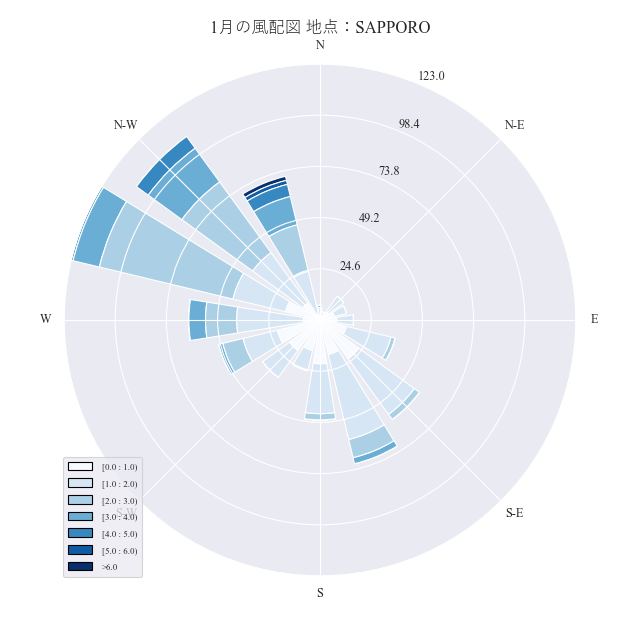 1月の風配図 地点：SAPPORO
N
123.0
N-W
98.4
N-E
73.8
49.2
24.6
W
E
[0.0 : 1.0)
[1.0 : 2.0)
[2.0 : 3.0)
S-W
[3.0 : 4.0)
S-E
[4.0 : 5.0)
[5.0 : 6.0)
>6.0
S